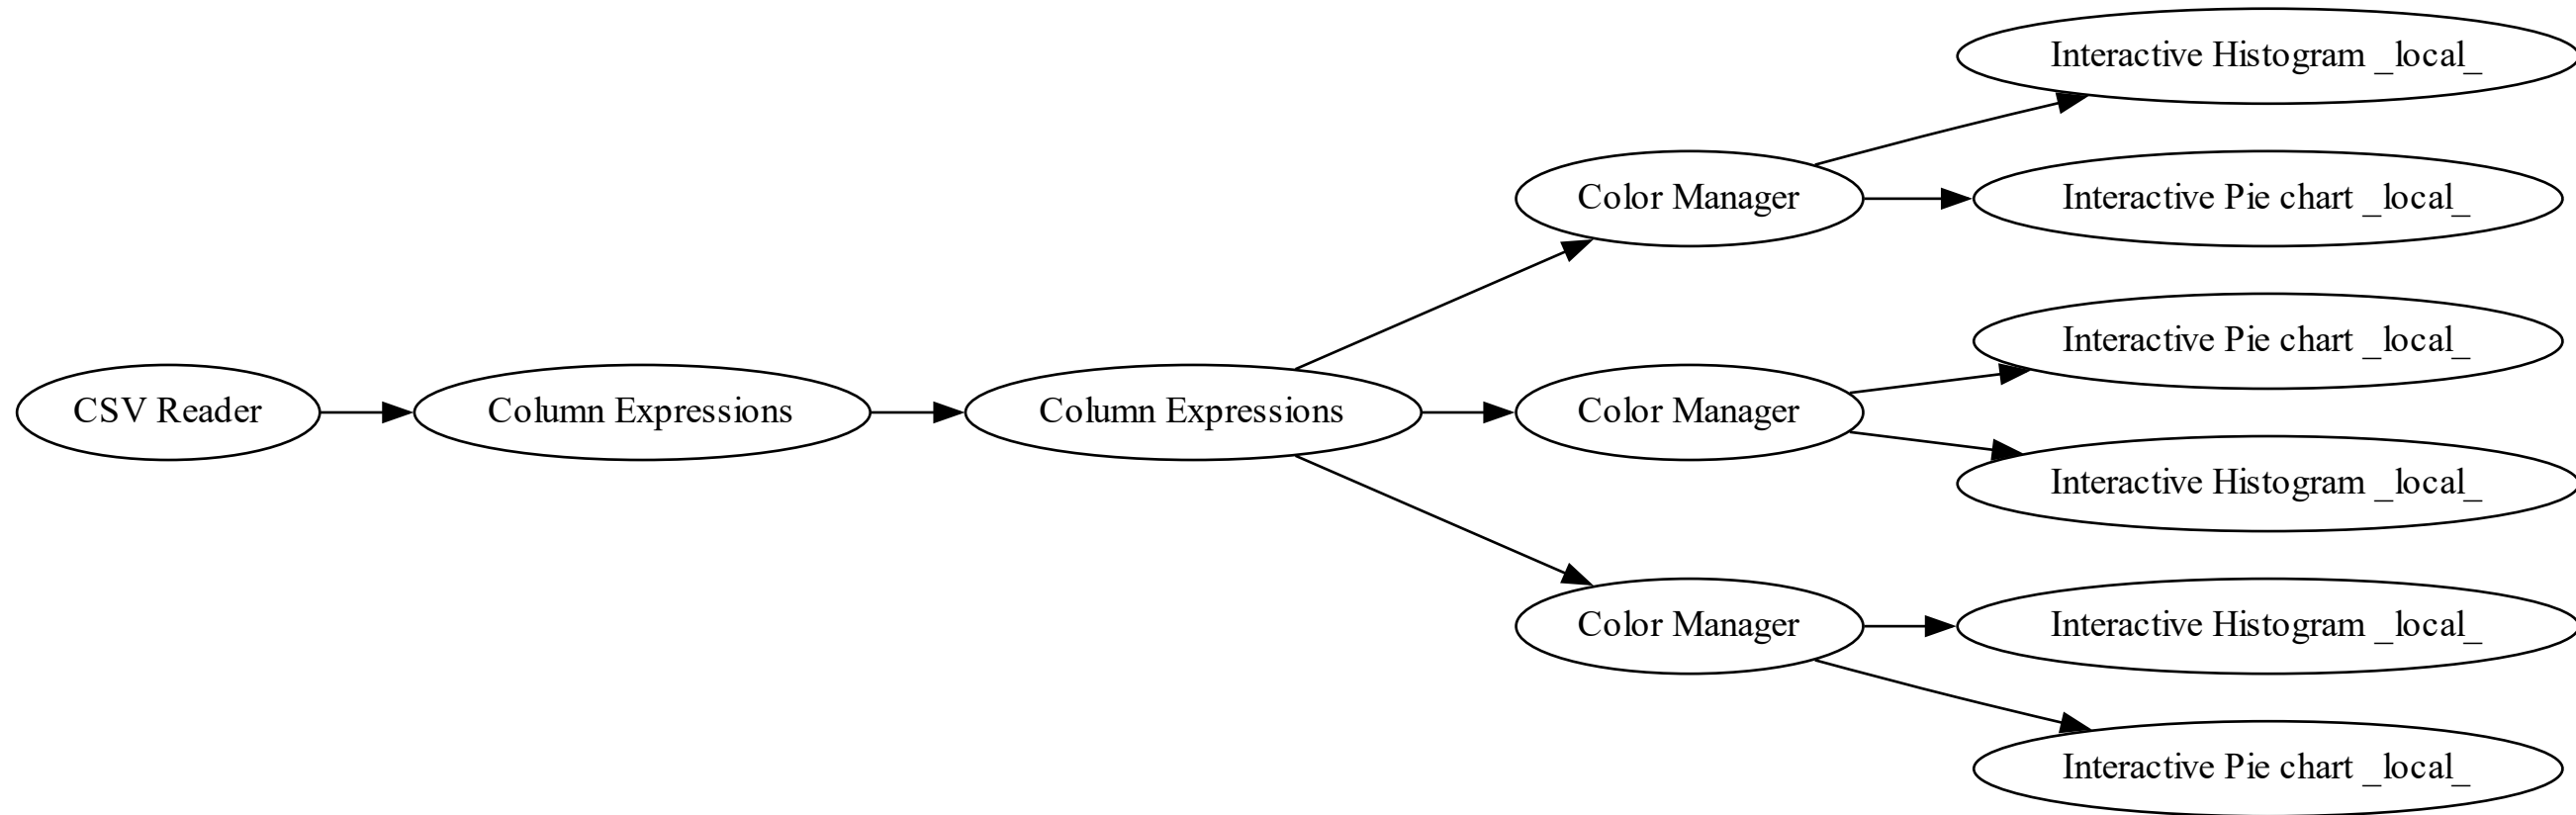 CSV Reader
Column Expressions
Column Expressions
Color Manager
Interactive Histogram _local_
Interactive Pie chart _local_
Color Manager
Interactive Pie chart _local_
Interactive Histogram _local_
Color Manager
Interactive Histogram _local_
Interactive Pie chart _local_